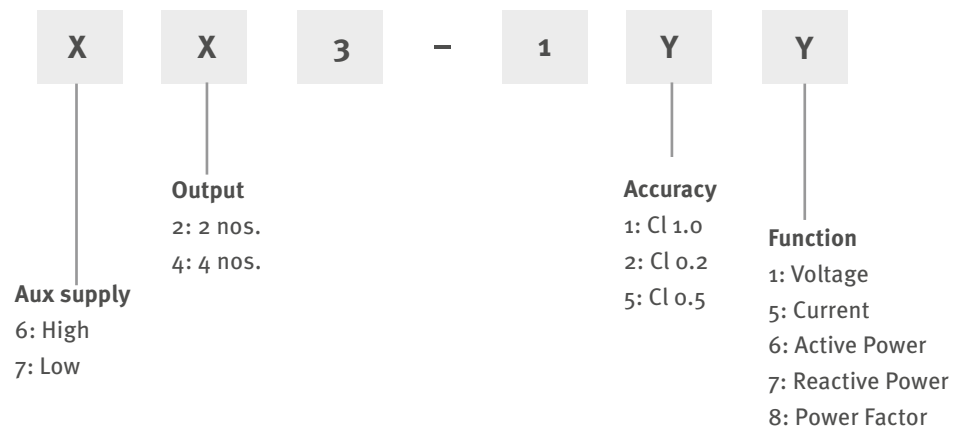 X X 3 – 1 Y Y
Output
2: 2 nos.
4: 4 nos.
Aux supply
6: High
7: Low
Accuracy
1: Cl 1.0
2: Cl 0.2
5: Cl 0.5
Function
1: Voltage
5: Current
6: Active Power
7: Reactive Power
8: Power Factor